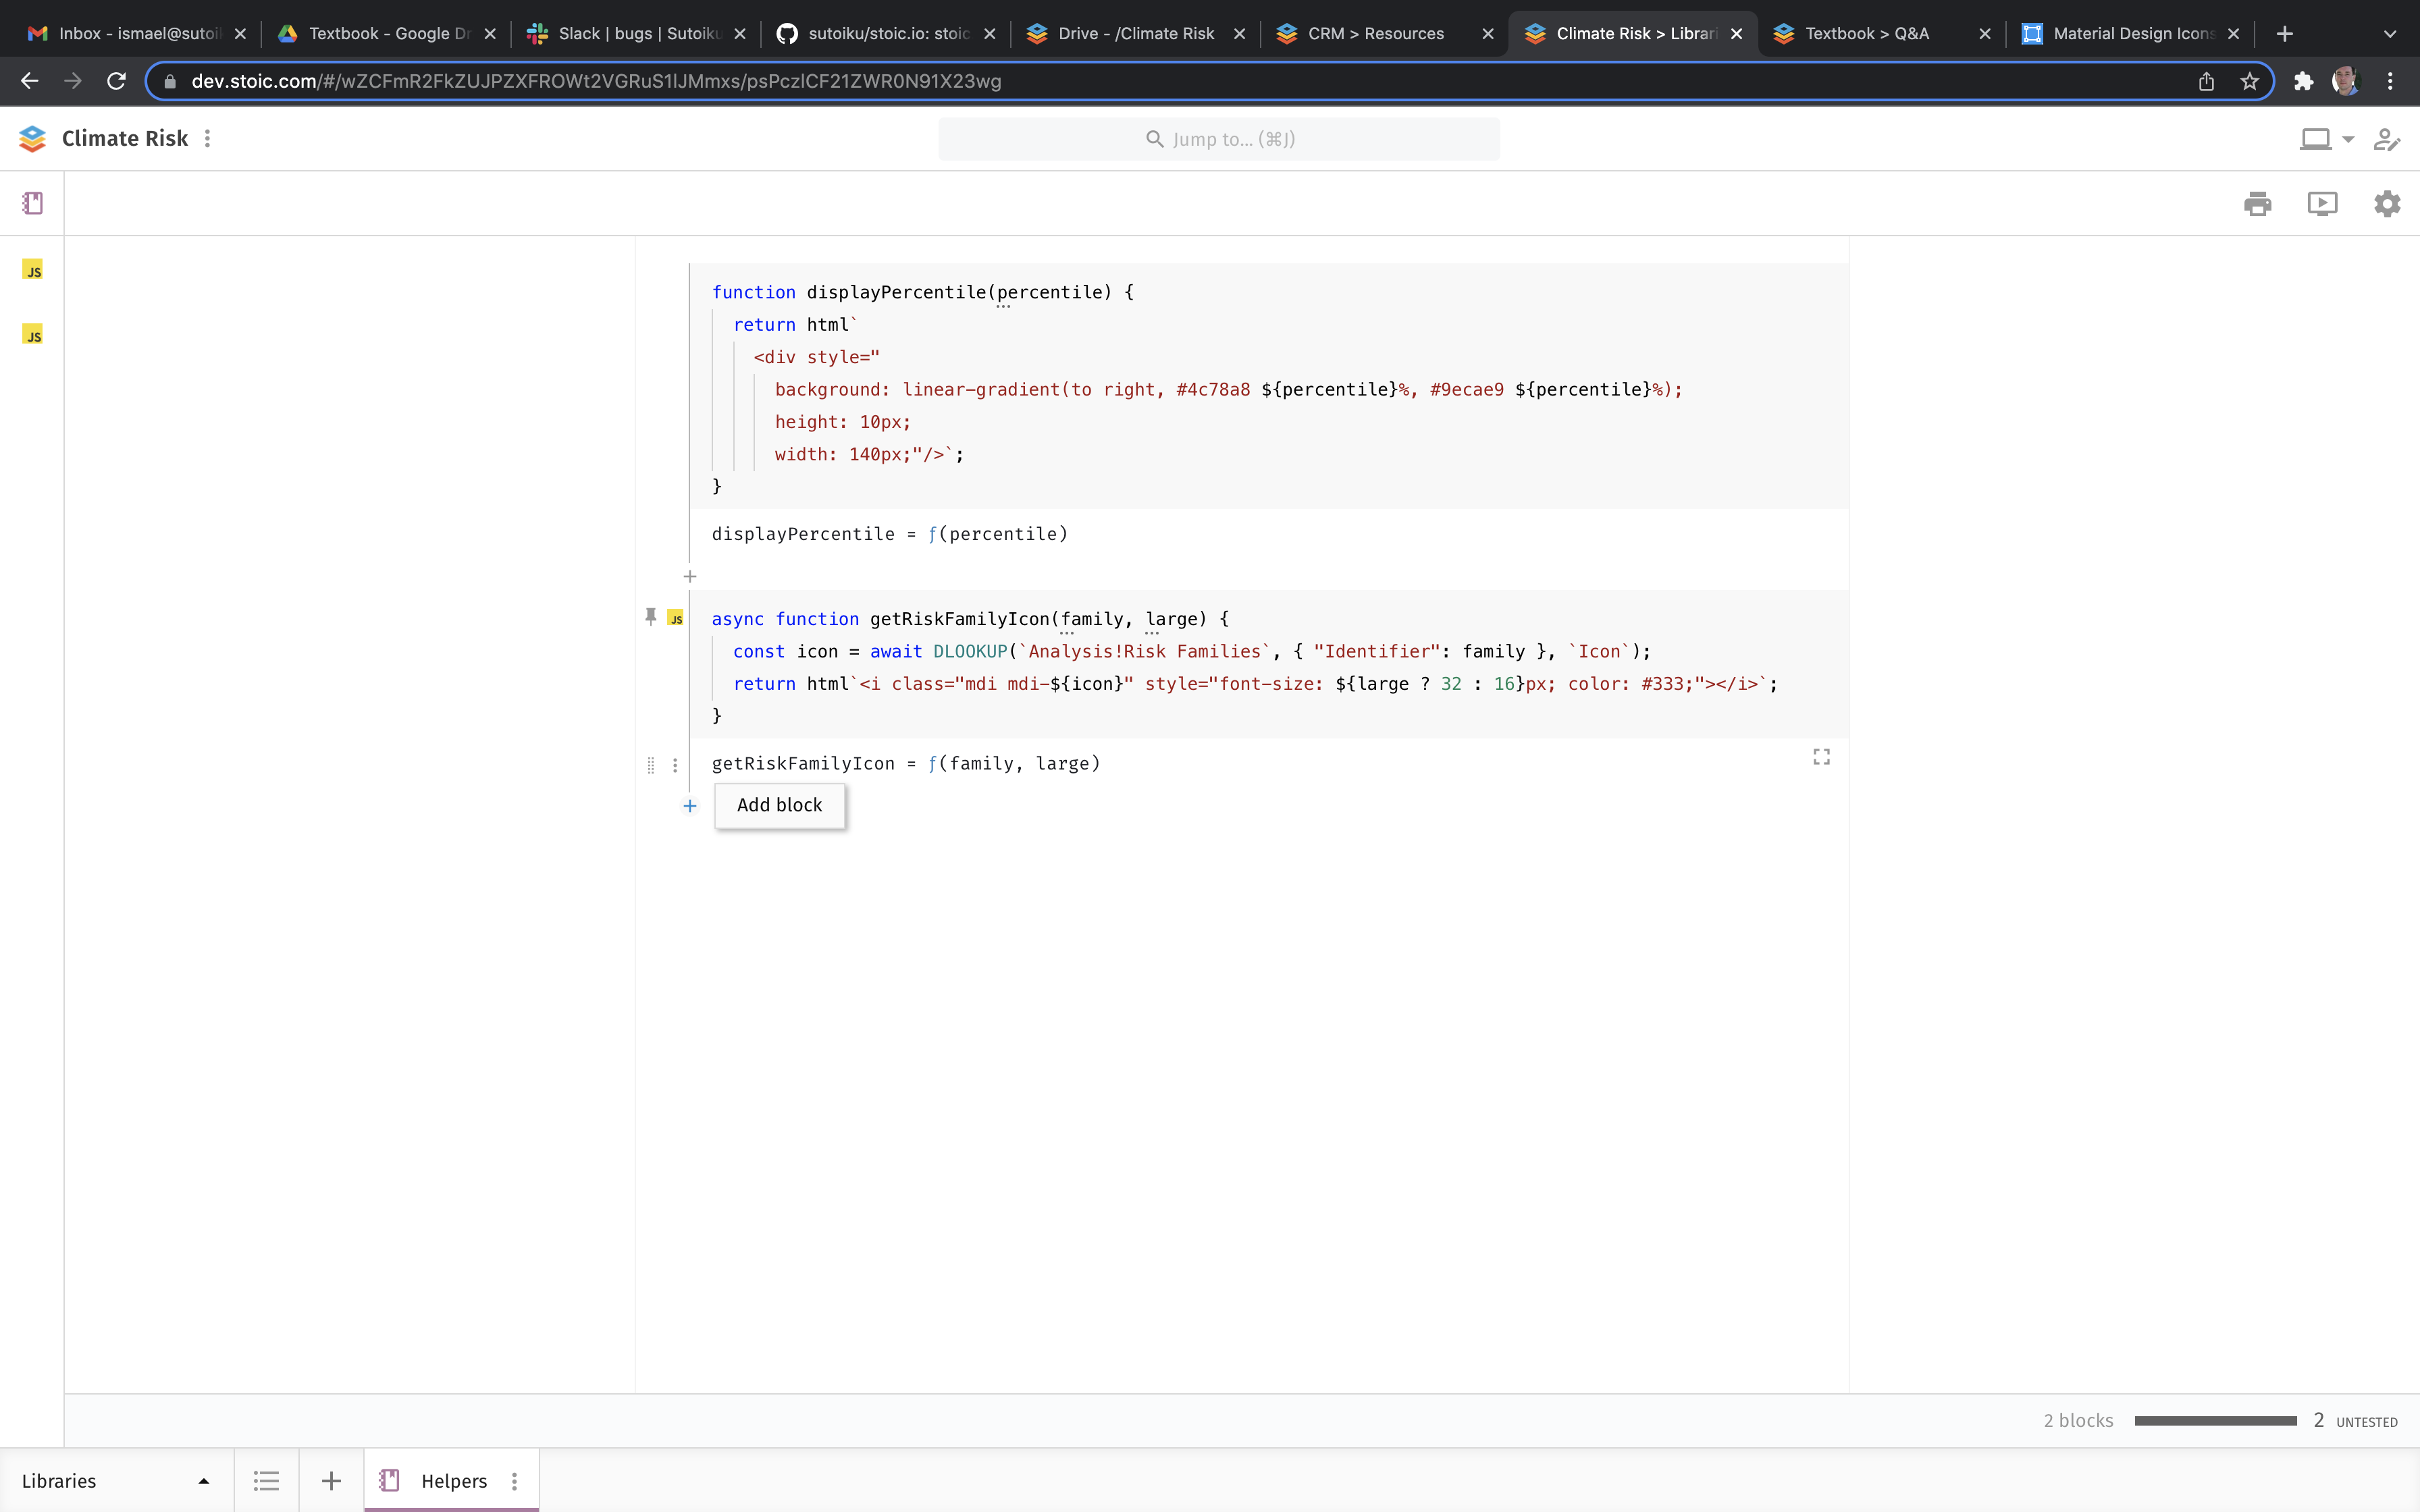 Inbox - ismael@sutoi
Textbook - Google Dr
Slack | bugs | Sutoiku
sutoiku/stoic.io: stoic
Drive - /Climate Risk
CRM > Resources
Climate Risk > Librari
Textbook > Q&A
Material Design Icons
dev.stoic.com/#/wZCFmR2FkZUJPZXFROWt2VGRuS1lJMmxs/psPczlCF21ZWR0N91X23wg
Climate Risk
Jump to... (⌘J)
JS
JS
function displayPercentile(percentile) {
return html`
<div style="
background: linear-gradient(to right, #4c78a8 ${percentile}%, #9ecae9 ${percentile}%);
height: 10px;
width: 140px;"/>`;
}
displayPercentile = ƒ(percentile)
JS
async function getRiskFamilyIcon(family, large) {
const icon = await DLOOKUP(`Analysis!Risk Families`, { "Identifier": family }, `Icon`);
return html`<i class="mdi mdi-${icon}" style="font-size: ${large ? 32 : 16}px; color: #333;"></i>`;
}
getRiskFamilyIcon = ƒ(family, large)
Add block
2 blocks
2 UNTESTED
Libraries
Helpers